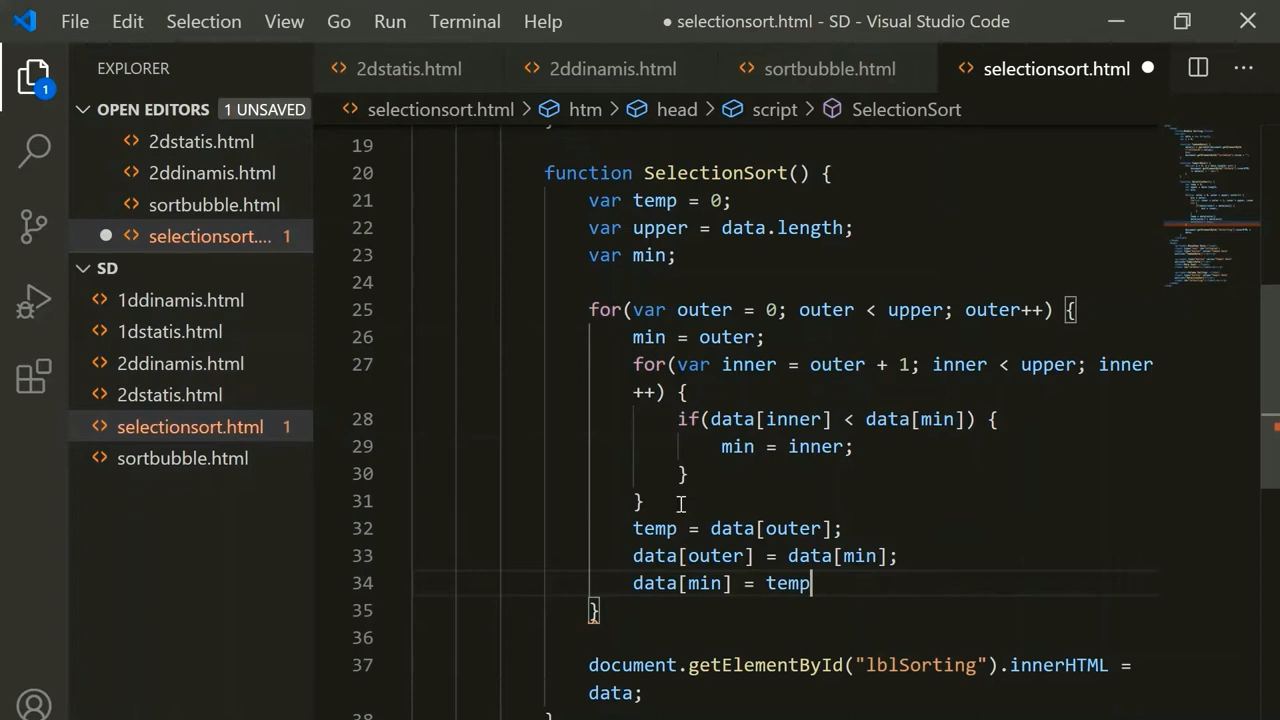 File Edit Selection View Go Run Terminal Help ● selectionsort.html - SD - Visual Studio Code
EXPLORER
2dstatis.html 2ddinamis.html sortbubble.html selectionsort.html
OPEN EDITORS 1 UNSAVED
2dstatis.html
2ddinamis.html
sortbubble.html
selectionsort.... 1
SD
1ddinamis.html
1dstatis.html
2ddinamis.html
2dstatis.html
selectionsort.html 1
sortbubble.html
1
selectionsort.html > htm > head > script > SelectionSort
19
20 function SelectionSort() {
21 var temp = 0;
22 var upper = data.length;
23 var min;
24
25 for(var outer = 0; outer < upper; outer++) {
26 min = outer;
27 for(var inner = outer + 1; inner < upper; inner
++) {
28 if(data[inner] < data[min]) {
29 min = inner;
30 }
31 }
32 temp = data[outer];
33 data[outer] = data[min];
34 data[min] = temp
35 }
36
37 document.getElementById("lblSorting").innerHTML =
data;